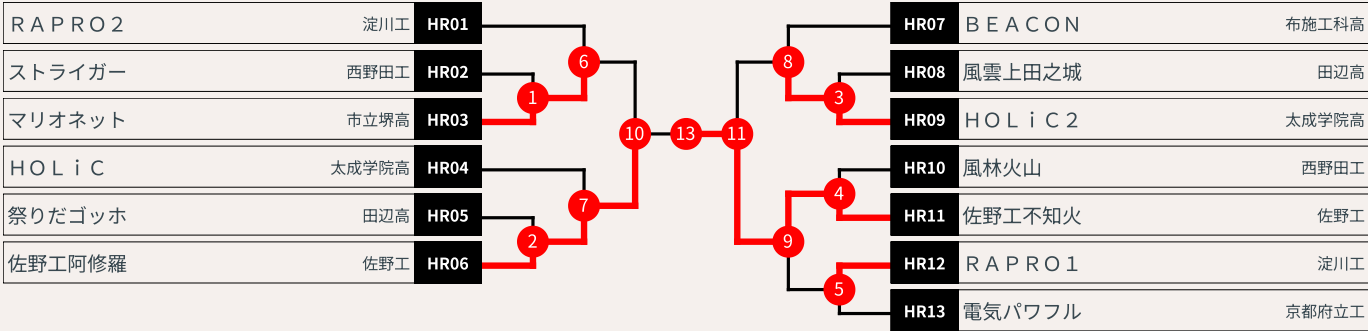 ＲＡＰＲＯ２ 淀川工 HR01
ストライガー 西野田工 HR02
マリオネット 市立堺高 HR03
ＨＯＬｉＣ 太成学院高 HR04
祭りだゴッホ 田辺高 HR05
佐野工阿修羅 佐野工 HR06
6
1
10
7
2
13
11
8
3
4
9
5
HR07 ＢＥＡＣＯＮ 布施工科高
HR08 風雲上田之城 田辺高
HR09 ＨＯＬｉＣ２ 太成学院高
HR10 風林火山 西野田工
HR11 佐野工不知火 佐野工
HR12 ＲＡＰＲＯ１ 淀川工
HR13 電気パワフル 京都府立工